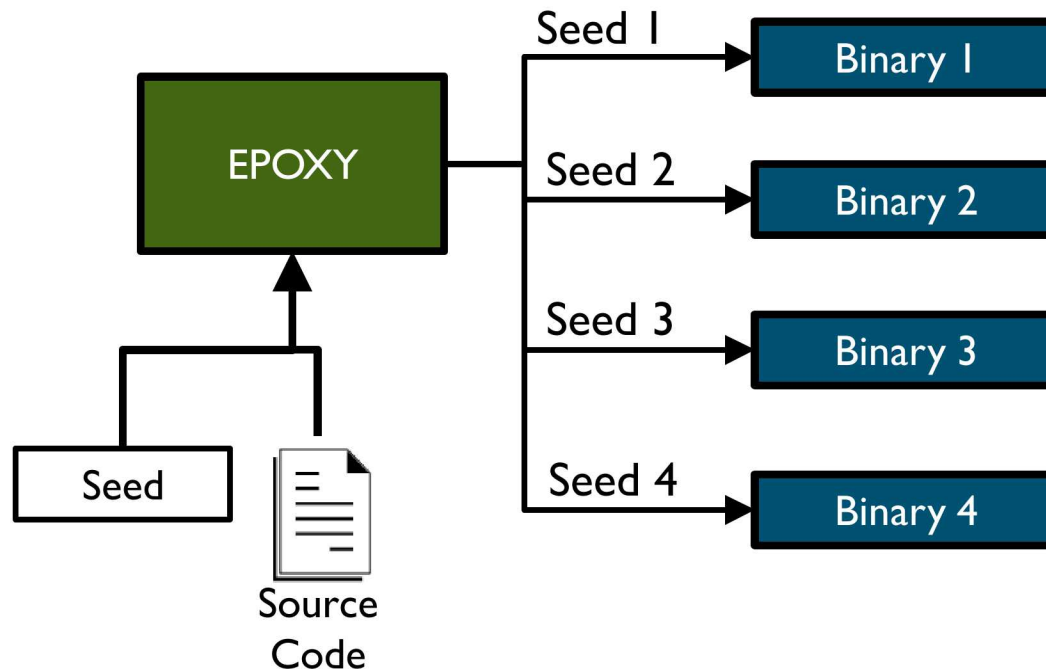 Seed 1
Binary 1
EPOXY
Seed 2
Binary 2
Seed 3
Binary 3
Seed
Seed 4
Binary 4
Source
Code